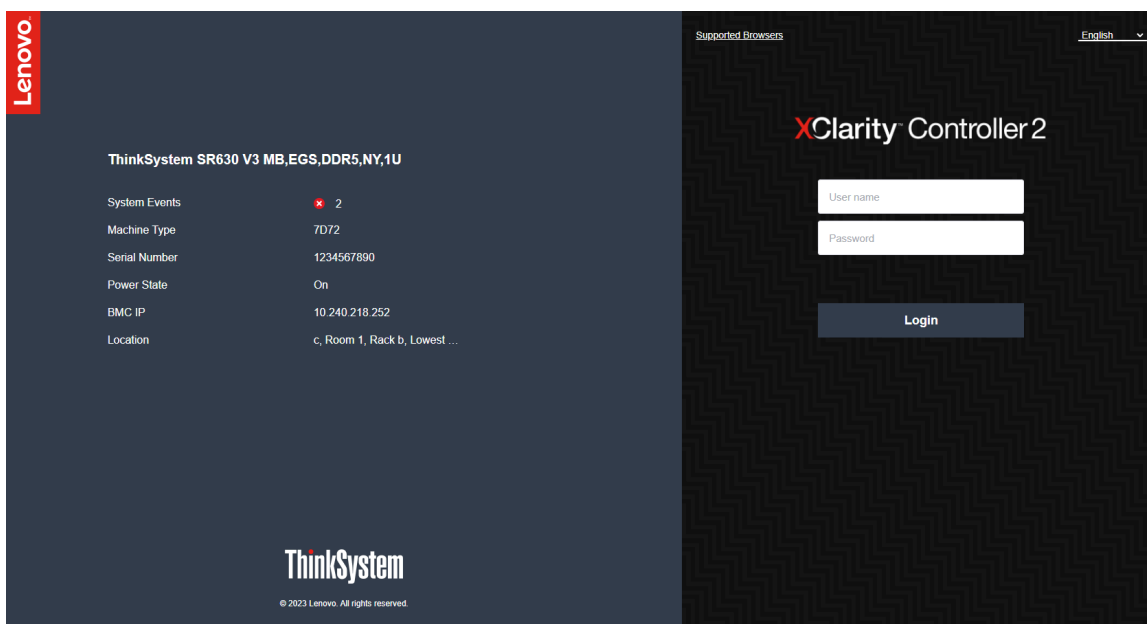 Lenovo.
ThinkSystem SR630 V3 MB,EGS,DDR5,NY,1U
System Events 2
Machine Type 7D72
Serial Number 1234567890
Power State On
BMC IP 10.240.218.252
Location c, Room 1, Rack b, Lowest ...
ThinkSystem
© 2023 Lenovo. All rights reserved.
Supported Browsers
English
XClarity™ Controller 2
User name
Password
Login